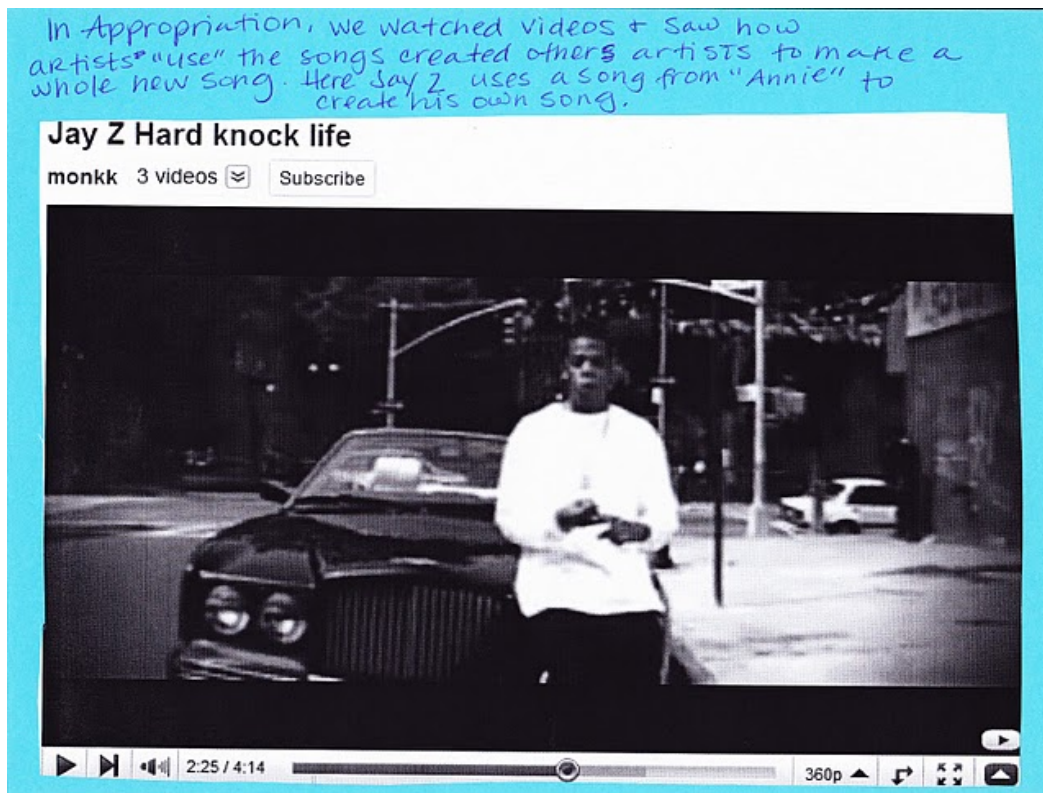 In Appropriation, we watched videos & saw how
artists "use" the songs created others artists to make a
whole new song. Here Jay Z uses a song from "Annie" to
create his own song.
Jay Z Hard knock life
monkk 3 videos Subscribe
2:25 / 4:14 360p